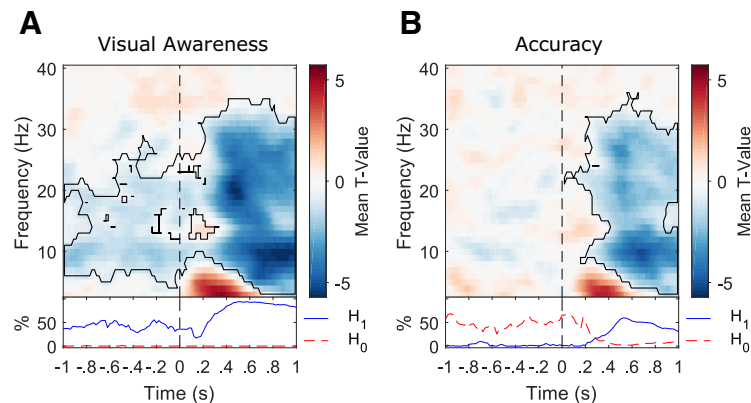 A
B
Visual Awareness
Accuracy
40
30
20
10
Frequency (Hz)
5
0
-5
Mean T-Value
40
30
20
10
Frequency (Hz)
5
0
-5
Mean T-Value
50
0
%
H1
H0
50
0
%
H1
H0
-1 -.8 -.6 -.4 -.2 0 .2 .4 .6 .8 1
-1 -.8 -.6 -.4 -.2 0 .2 .4 .6 .8 1
Time (s)
Time (s)